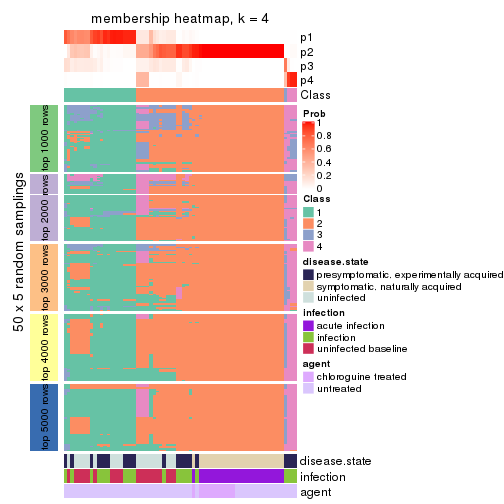 membership heatmap, k = 4
p1
p2
p3
p4
Class
50 x 5 random samplings
top 1000 rows
top 2000 rows
top 3000 rows
top 4000 rows
top 5000 rows
disease.state
infection
agent
Prob
1
0.8
0.6
0.4
0.2
0
Class
1
2
3
4
disease.state
presymptomatic. experimentally acquired
symptomatic. naturally acquired
uninfected
infection
acute infection
infection
uninfected baseline
agent
chloroguine treated
untreated